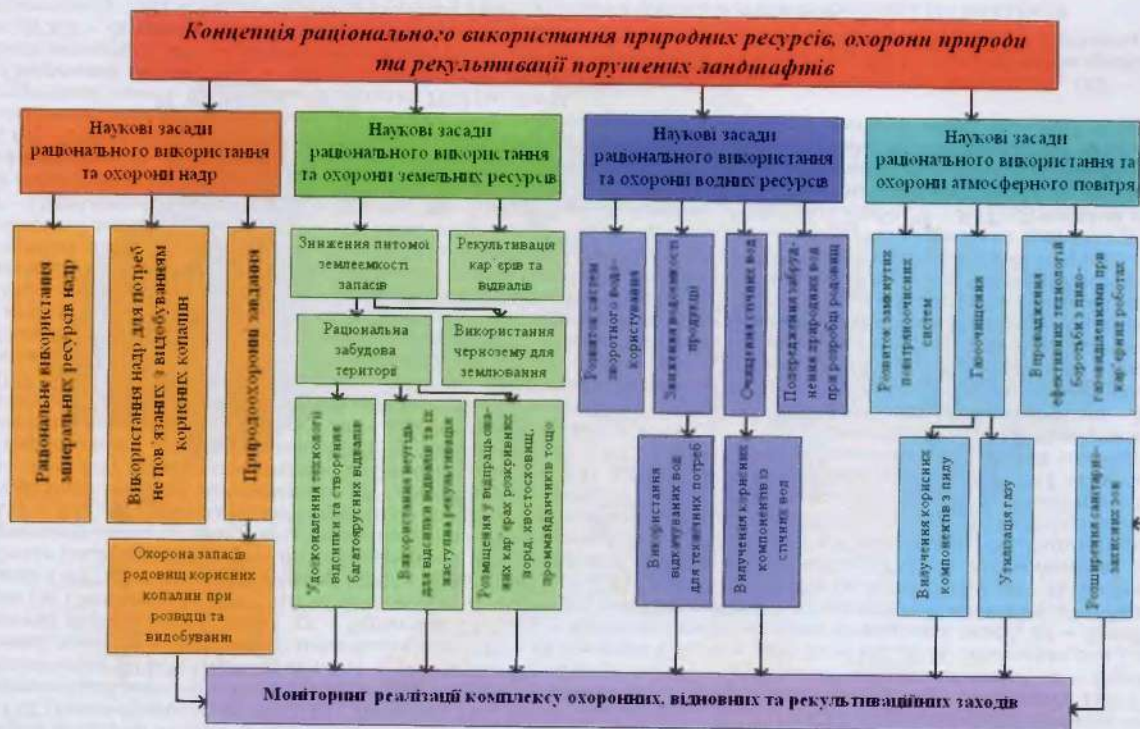 Концепція раціонального використання природних ресурсів, охорони природи
та рекультивації порушених ландшафтів
Наукові засади
раціонального використання
та охорони надр
Наукові засади
раціонального використання
та охорони земельних ресурсів
Наукові засади
раціонального використання
та охорони водних ресурсів
Наукові засади
раціонального використання та
охорони атмосферного повітря
Раціональне використання
мінеральних ресурсів надр
Використання надр для потреб
не пов`язаних з видобуванням
корисних копалин
Природоохоронні завдання
Охорона запасів
родовищ корисних
копалин при
розвідці та
видобуванні
Зниження питомої
землеємкості
запасів
Рекультивація
кар`єрів та
відвалів
Раціональна
забудова
території
Використання
чорнозему для
землювання
Удосконалення технології
відсипки та створення
багатоярусних відвалів
Використання неугідь
для відсипки відвалів та їх
наступна рекультивація
Розміщення у відпрацьова-
них кар`єрах розкривних
порід, хвостосховищ,
проммайданчиків тощо
Розвиток систем
зворотного водо-
користування
Зниження водоємності
продукції
Очищення стічних вод
Попередження забруд-
нення природних вод
при розробці родовищ
Використання
відкачуваних вод
для технічних потреб
Вилучення корисних
компонентів із
стічних вод
Розвиток замкнутих
повітряочисних
систем
Газоочищення
Впровадження
ефективних технологій
боротьби з пило-
газовиділеннями при
кар`єрних роботах
Вилучення корисних
компонентів з пилу
Утилізація газу
Розширення санітарно-
захисних зон
Моніторинг реалізації комплексу охоронних, відновних та рекультиваційних заходів